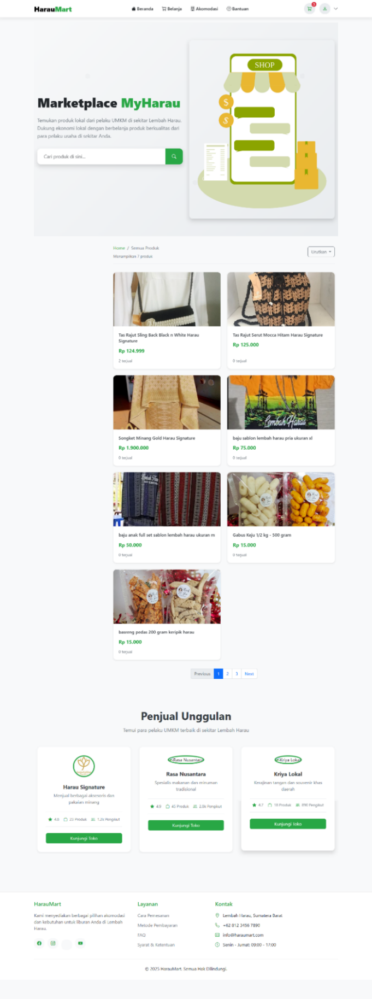 HarauMart
Beranda
Belanja
Akomodasi
Bantuan
SHOP
$
$
Marketplace MyHarau
Temukan produk lokal dari pelaku UMKM di sekitar Lembah Harau.
Dukung ekonomi lokal dengan berbelanja produk berkualitas dari
para pelaku usaha di sekitar Anda.
Cari produk di sini...
Home / Semua Produk
Menampilkan 7 produk
Urutkan
Tas Rajut Sling Back Black n White Harau
Signature
Rp 124.999
2 terjual
Tas Rajut Serut Mocca Hitam Harau Signature
Rp 125.000
0 terjual
Lembah Harau
Songket Minang Gold Harau Signature
Rp 1.900.000
0 terjual
baju sablon lembah harau pria ukuran xl
Rp 75.000
0 terjual
baju anak full set sablon lembah harau ukuran m
Rp 50.000
0 terjual
Gabus Keju 1/2 kg - 500 gram
Rp 15.000
0 terjual
basreng pedas 200 gram keripik harau
Rp 15.000
0 terjual
Previous 1 2 3 Next
Penjual Unggulan
Temui para pelaku UMKM terbaik di sekitar Lembah Harau
Harau Signature
Menjual berbagai aksesoris dan
pakaian minang
4.8 23 Produk 1.2k Pengikut
Kunjungi Toko
Rasa Nusantara
Rasa Nusantara
Spesialis makanan dan minuman
tradisional
4.9 45 Produk 2.8k Pengikut
Kunjungi Toko
Kriya Lokal
Kriya Lokal
Kerajinan tangan dan souvenir khas
daerah
4.7 18 Produk 890 Pengikut
Kunjungi Toko
HarauMart
Kami menyediakan berbagai pilihan akomodasi
dan kebutuhan untuk liburan Anda di Lembah
Harau.
Layanan
Cara Pemesanan
Metode Pembayaran
FAQ
Syarat & Ketentuan
Kontak
Lembah Harau, Sumatera Barat
+62 812 3456 7890
info@haraumart.com
Senin - Jumat: 09:00 - 17:00
© 2025 HarauMart. Semua Hak Dilindungi.